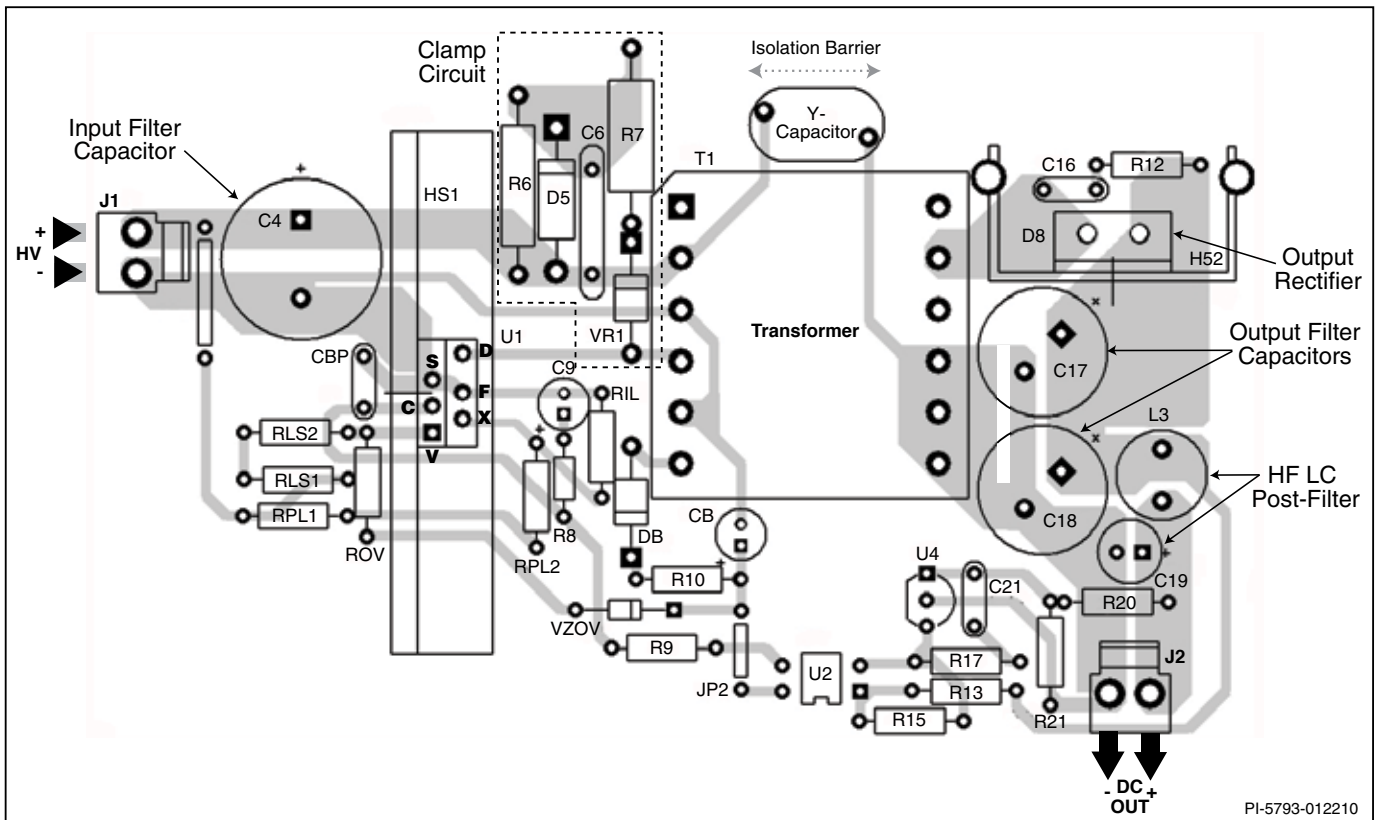 Clamp
Circuit
Isolation Barrier
Y-
Capacitor
Input Filter
Capacitor
+
C4
J1
+
HV
-
HS1
R6
D5
C6
R7
T1
C16
R12
D8
H52
Output
Rectifier
Transformer
Output Filter
Capacitors
U1
VR1
CBP
S
D
C
F
X
V
C9
+
RIL
C17
L3
RLS2
RLS1
RPL1
ROV
RPL2
R8
DB
CB
+
C18
HF LC
Post-Filter
C19
+
U4
C21
R10
R20
VZOV
R9
JP2
U2
R17
R13
R15
R21
J2
- DC +
OUT
PI-5793-012210